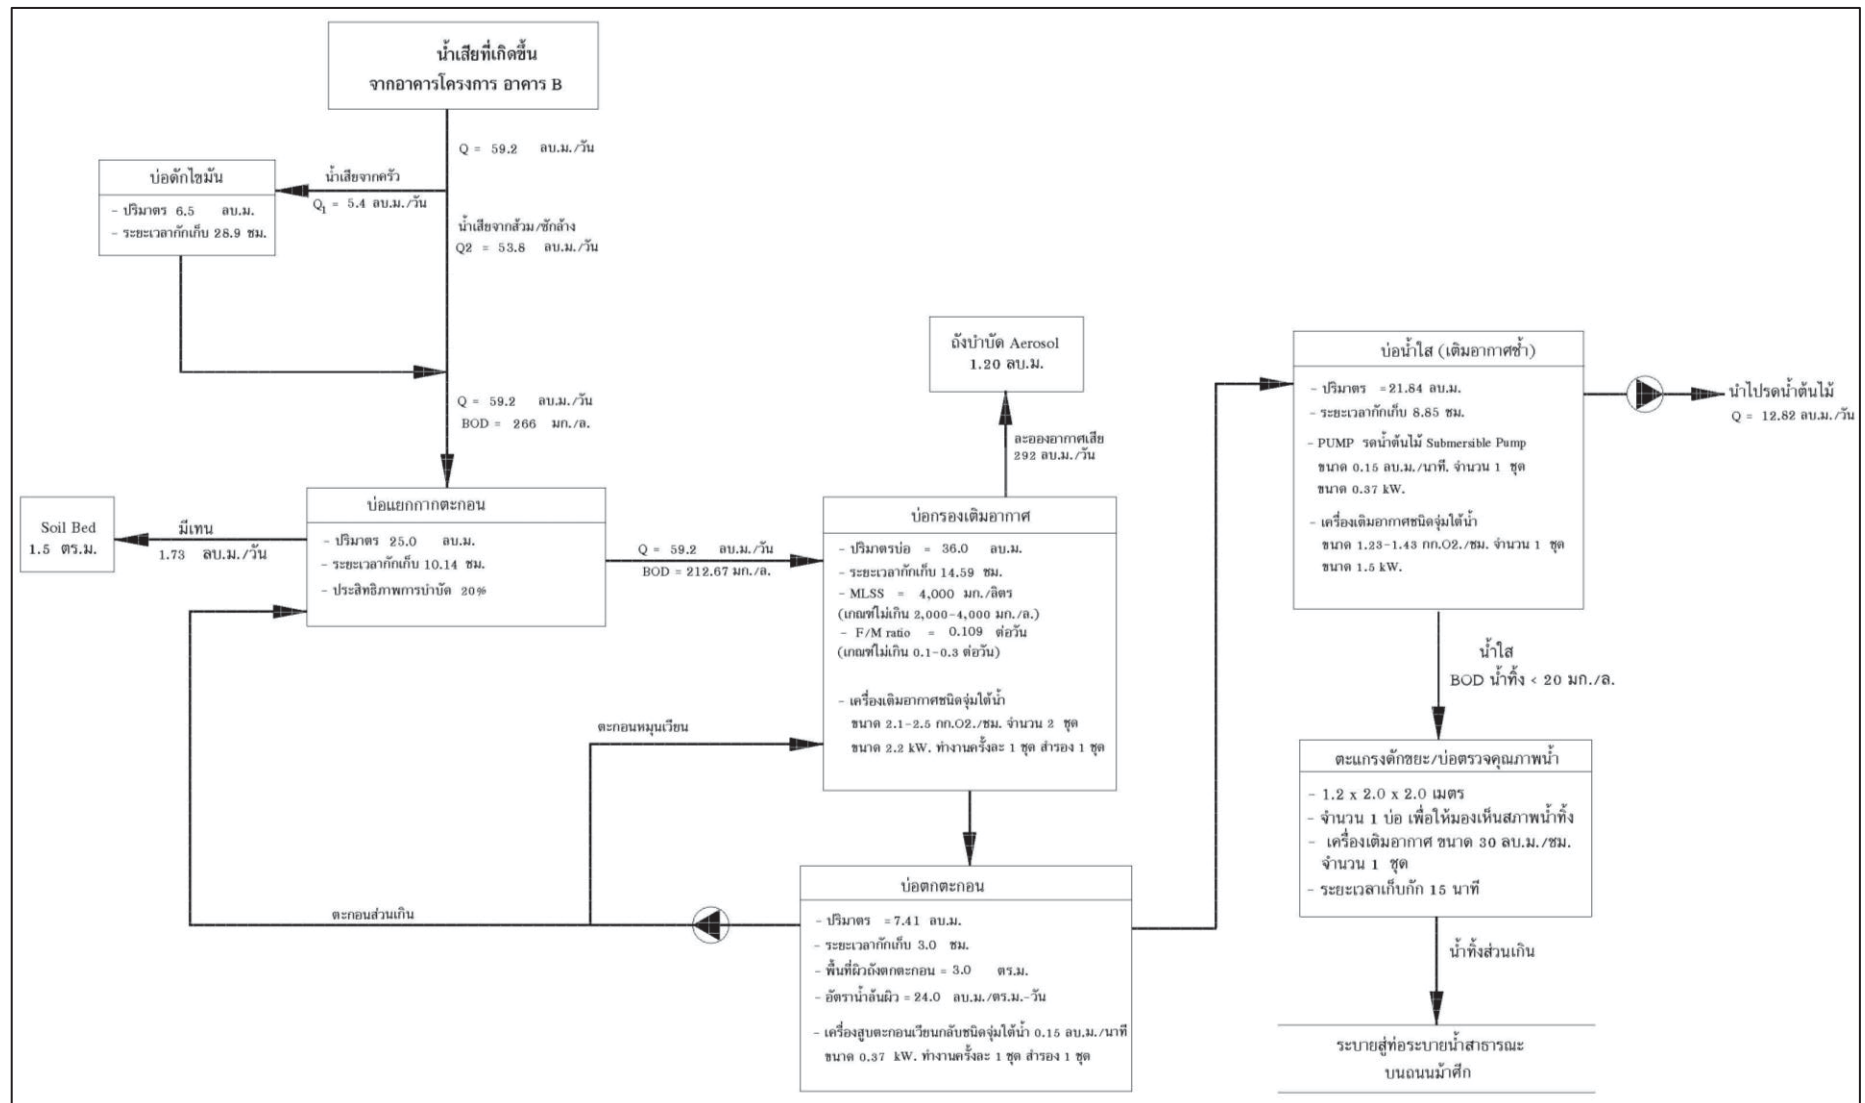 น้ำเสียที่เกิดขึ้น
จากอาคารโครงการ อาคาร B
Q = 59.2 ลบ.ม./วัน
บ่อดักไขมัน
- ปริมาตร 6.5 ลบ.ม.
- ระยะเวลากักเก็บ 28.9 ชม.
น้ำเสียจากครัว
Q1 = 5.4 ลบ.ม./วัน
น้ำเสียจากส้วม/ซักล้าง
Q2 = 53.8 ลบ.ม./วัน
Q = 59.2 ลบ.ม./วัน
BOD = 266 มก./ล.
Soil Bed
1.5 ตร.ม.
มีเทน
1.73 ลบ.ม./วัน
บ่อแยกกากตะกอน
- ปริมาตร 25.0 ลบ.ม.
- ระยะเวลากักเก็บ 10.14 ชม.
- ประสิทธิภาพการบำบัด 20%
Q = 59.2 ลบ.ม./วัน
BOD = 212.67 มก./ล.
ถังบำบัด Aerosol
1.20 ลบ.ม.
ละอองอากาศเสีย
292 ลบ.ม./วัน
บ่อกรองเติมอากาศ
- ปริมาตรบ่อ = 36.0 ลบ.ม.
- ระยะเวลากักเก็บ 14.59 ชม.
- MLSS = 4,000 มก./ลิตร
(เกณฑ์ไม่เกิน 2,000-4,000 มก./ล.)
- F/M ratio = 0.109 ต่อวัน
(เกณฑ์ไม่เกิน 0.1-0.3 ต่อวัน)
- เครื่องเติมอากาศชนิดจุ่มใต้น้ำ
ขนาด 2.1-2.5 กก.O2./ชม. จำนวน 2 ชุด
ขนาด 2.2 kW. ทำงานครั้งละ 1 ชุด สำรอง 1 ชุด
ตะกอนหมุนเวียน
ตะกอนส่วนเกิน
บ่อตกตะกอน
- ปริมาตร =7.41 ลบ.ม.
- ระยะเวลากักเก็บ 3.0 ชม.
- พื้นที่ผิวถังตกตะกอน = 3.0 ตร.ม.
- อัตราน้ำล้นผิว = 24.0 ลบ.ม./ตร.ม.-วัน
- เครื่องสูบตะกอนเวียนกลับชนิดจุ่มใต้น้ำ 0.15 ลบ.ม./นาที
ขนาด 0.37 kW. ทำงานครั้งละ 1 ชุด สำรอง 1 ชุด
บ่อน้ำใส (เติมอากาศซ้ำ)
- ปริมาตร =21.84 ลบ.ม.
- ระยะเวลากักเก็บ 8.85 ชม.
- PUMP รดน้ำต้นไม้ Submersible Pump
ขนาด 0.15 ลบ.ม./นาที. จำนวน 1 ชุด
ขนาด 0.37 kW.
- เครื่องเติมอากาศชนิดจุ่มใต้น้ำ
ขนาด 1.23-1.43 กก.O2./ชม. จำนวน 1 ชุด
ขนาด 1.5 kW.
นำไปรดน้ำต้นไม้
Q = 12.82 ลบ.ม./วัน
น้ำใส
BOD น้ำทิ้ง < 20 มก./ล.
ตะแกรงดักขยะ/บ่อตรวจคุณภาพน้ำ
- 1.2 x 2.0 x 2.0 เมตร
- จำนวน 1 บ่อ เพื่อให้มองเห็นสภาพน้ำทิ้ง
- เครื่องเติมอากาศ ขนาด 30 ลบ.ม./ชม.
จำนวน 1 ชุด
- ระยะเวลาเก็บกัก 15 นาที
น้ำทิ้งส่วนเกิน
ระบายสู่ท่อระบายน้ำสาธารณะ
บนถนนม้าศึก